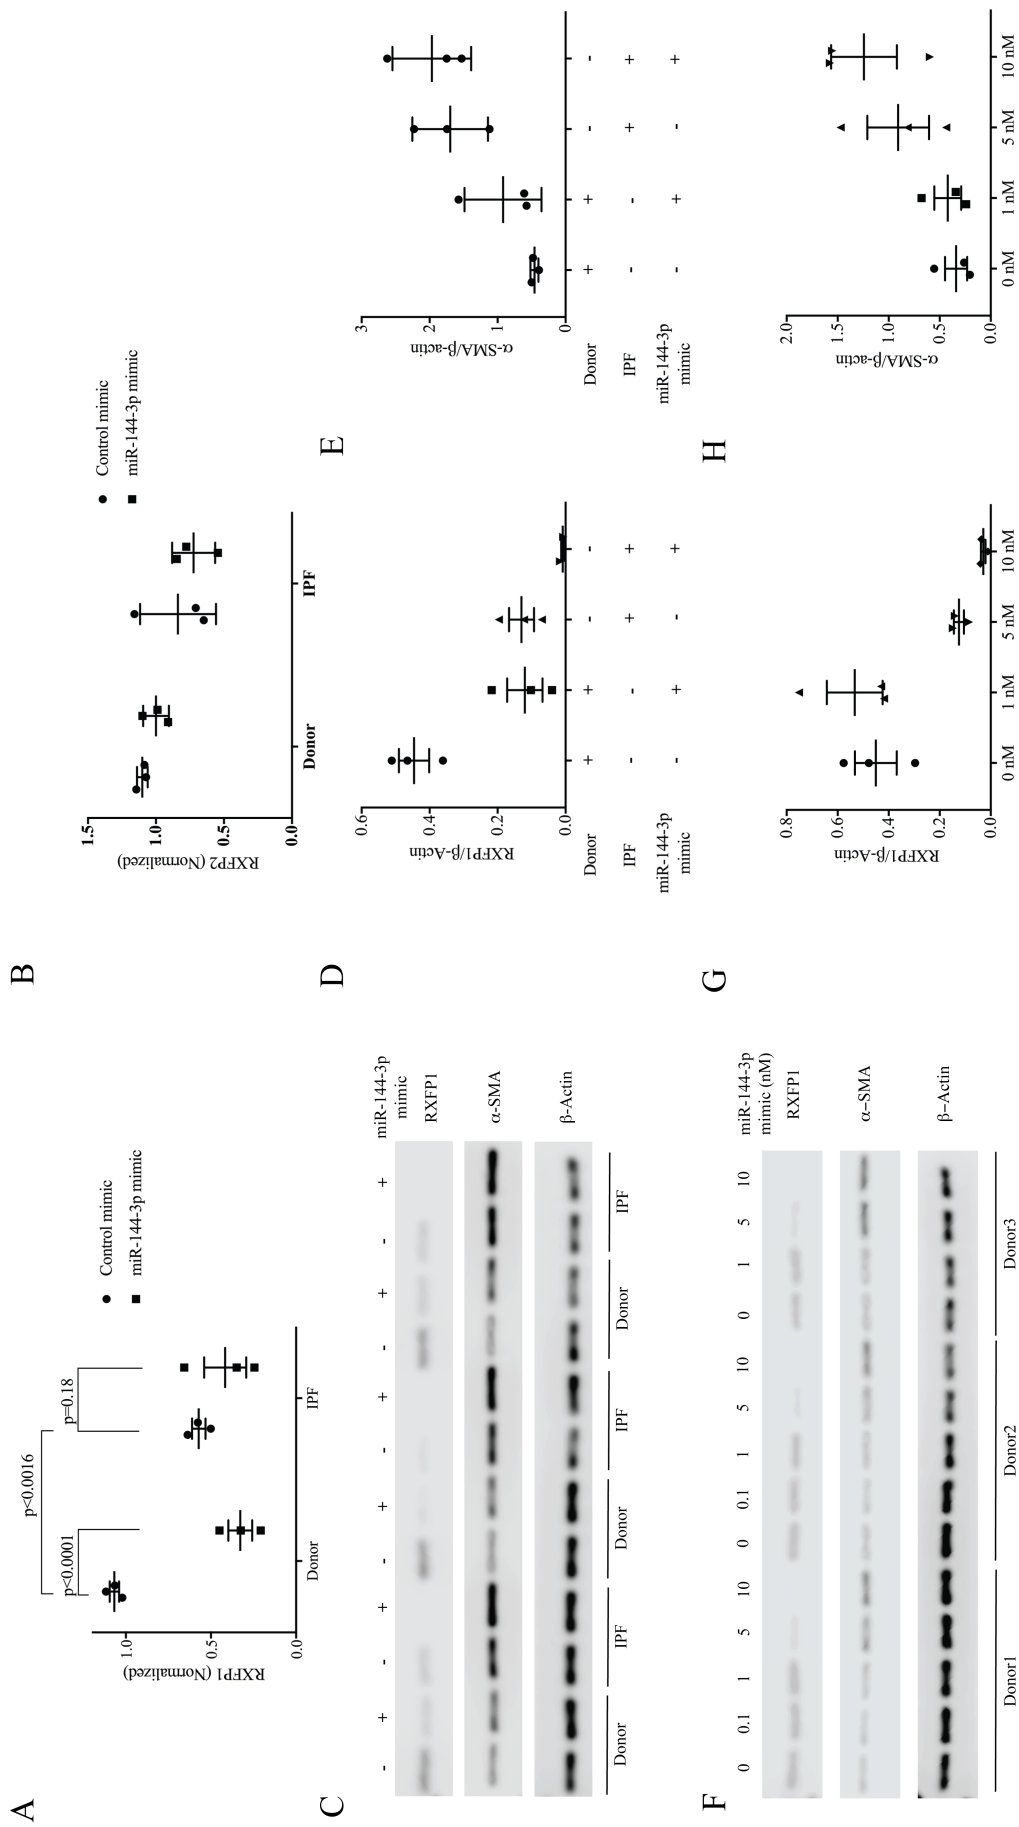 A
RXFP1 (Normalized)
1.0
0.5
0.0
p<0.0001
p<0.0016
p=0.18
Donor
IPF
Control mimic
miR-144-3p mimic
B
RXFP2 (Normalized)
1.5
1.0
0.5
0.0
Donor
IPF
Control mimic
miR-144-3p mimic
C
- + - + - + - + - + - +
miR-144-3p
mimic
RXFP1
α-SMA
β-Actin
Donor IPF Donor IPF Donor IPF
D
RXFP1/β-Actin
0.6
0.4
0.2
0.0
Donor + + - -
IPF - - + +
miR-144-3p
mimic - + - +
E
α-SMA/β-actin
3
2
1
0
Donor + + - -
IPF - - + +
miR-144-3p
mimic - + - +
F
0 0.1 1 5 10 0 0.1 1 5 10 0 1 5 10
miR-144-3p
mimic (nM)
RXFP1
α-SMA
β-Actin
Donor1 Donor2 Donor3
G
RXFP1/β-Actin
0.8
0.6
0.4
0.2
0.0
0 nM 1 nM 5 nM 10 nM
H
α-SMA/β-actin
2.0
1.5
1.0
0.5
0.0
0 nM 1 nM 5 nM 10 nM